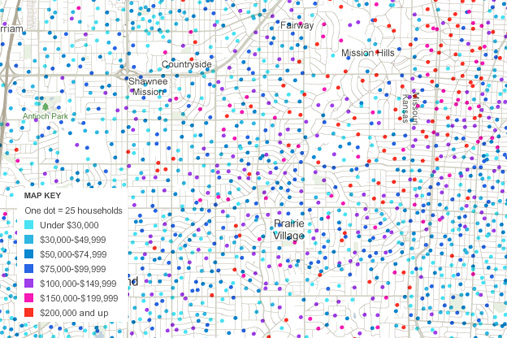 Fairway
rriam
Mission Hills
Countryside
Shawnee
Mission
Missouri
Kansas
Antioch Park
MAP KEY
One dot = 25 households
Under $30,000
$30,000-$49,999
$50,000-$74,999
$75,000-$99,999
$100,000-$149,999
$150,000-$199,999
$200,000 and up
Prairie
Village
nd